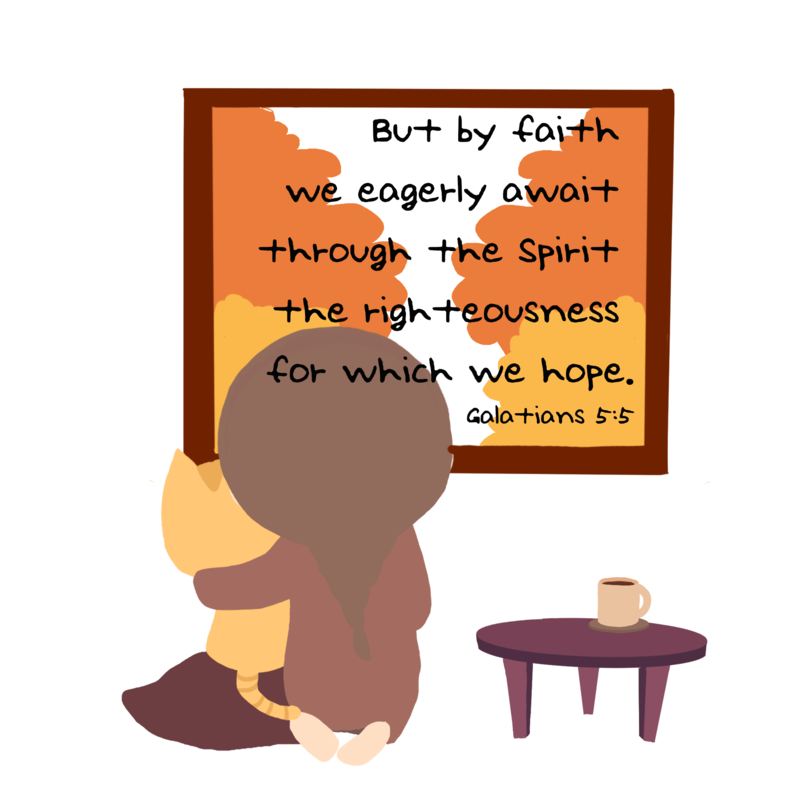 But by faith
we eagerly await
through the Spirit
the righteousness
for which we hope.
Galatians 5:5